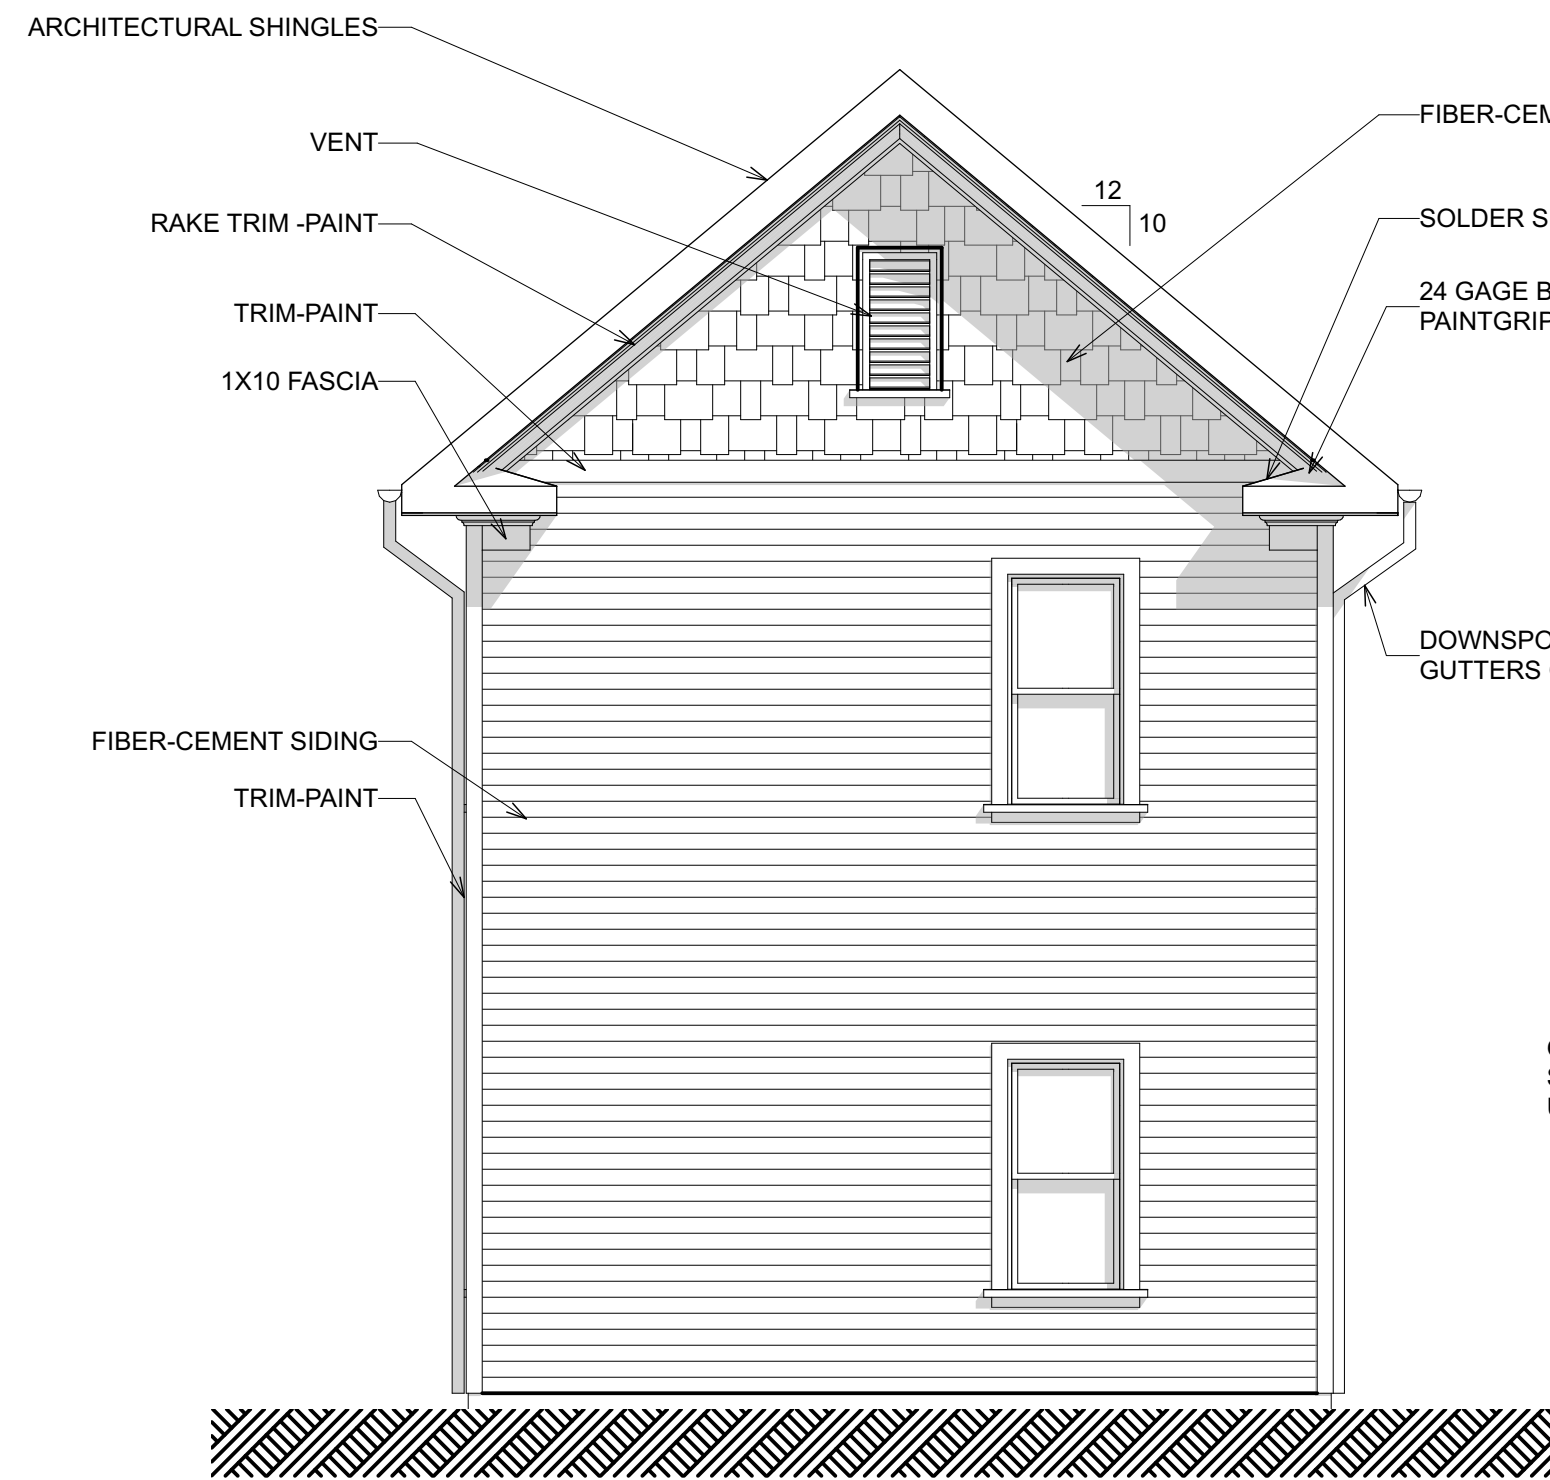 ARCHITECTURAL SHINGLES
VENT
RAKE TRIM -PAINT
TRIM-PAINT
1X10 FASCIA
12
10
FIBER-CEM
SOLDER S
24 GAGE B
PAINTGRIP
DOWNSPO
GUTTERS
FIBER-CEMENT SIDING
TRIM-PAINT